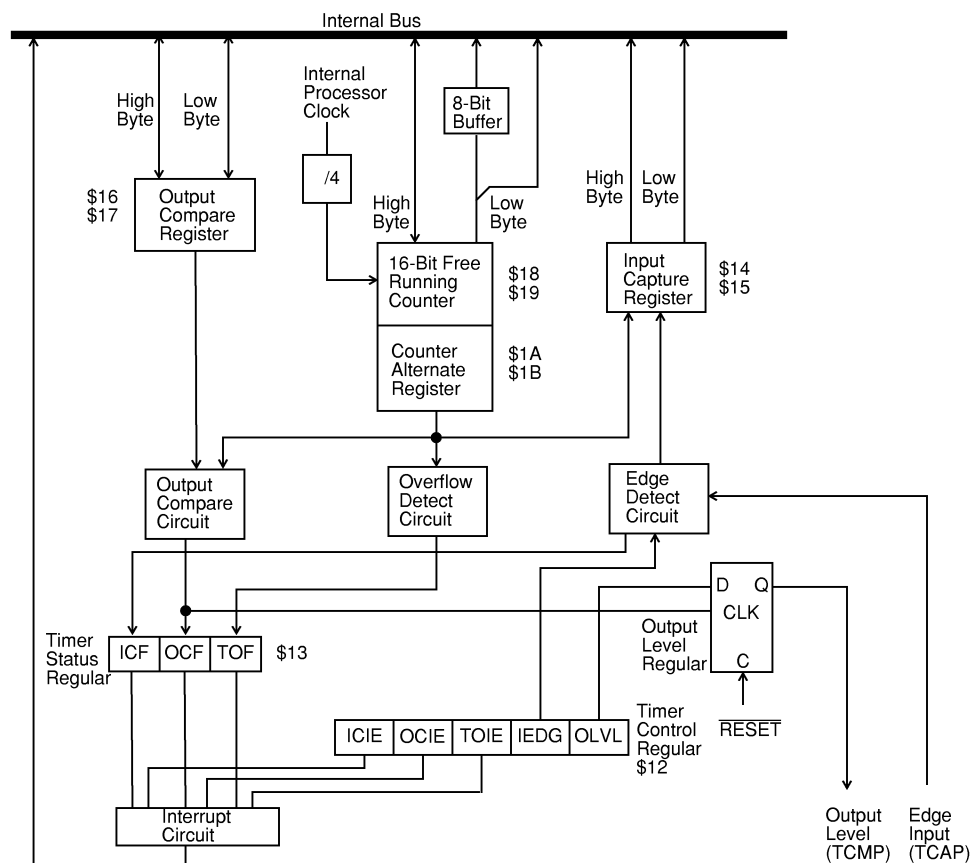 Internal Bus
High
Byte
Low
Byte
Internal
Processor
Clock
8-Bit
Buffer
/4
$16
$17
Output
Compare
Register
High
Byte
Low
Byte
High
Byte
Low
Byte
16-Bit Free
Running
Counter
$18
$19
Input
Capture
Register
$14
$15
Counter
Alternate
Register
$1A
$1B
Output
Compare
Circuit
Overflow
Detect
Circuit
Edge
Detect
Circuit
D Q
CLK
C
Output
Level
Regular
RESET
Timer
Status
Regular
ICF OCF TOF
$13
ICIE OCIE TOIE IEDG OLVL
Timer
Control
Regular
$12
Interrupt
Circuit
Output
Level
(TCMP)
Edge
Input
(TCAP)